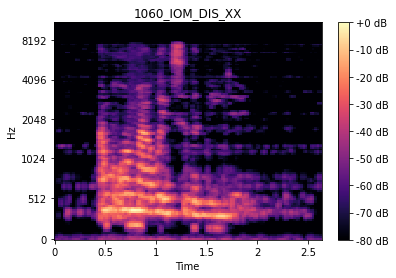 1060_IOM_DIS_XX
Hz
8192
4096
2048
1024
512
0
0
0.5
1
1.5
2
2.5
Time
+0 dB
-10 dB
-20 dB
-30 dB
-40 dB
-50 dB
-60 dB
-70 dB
-80 dB